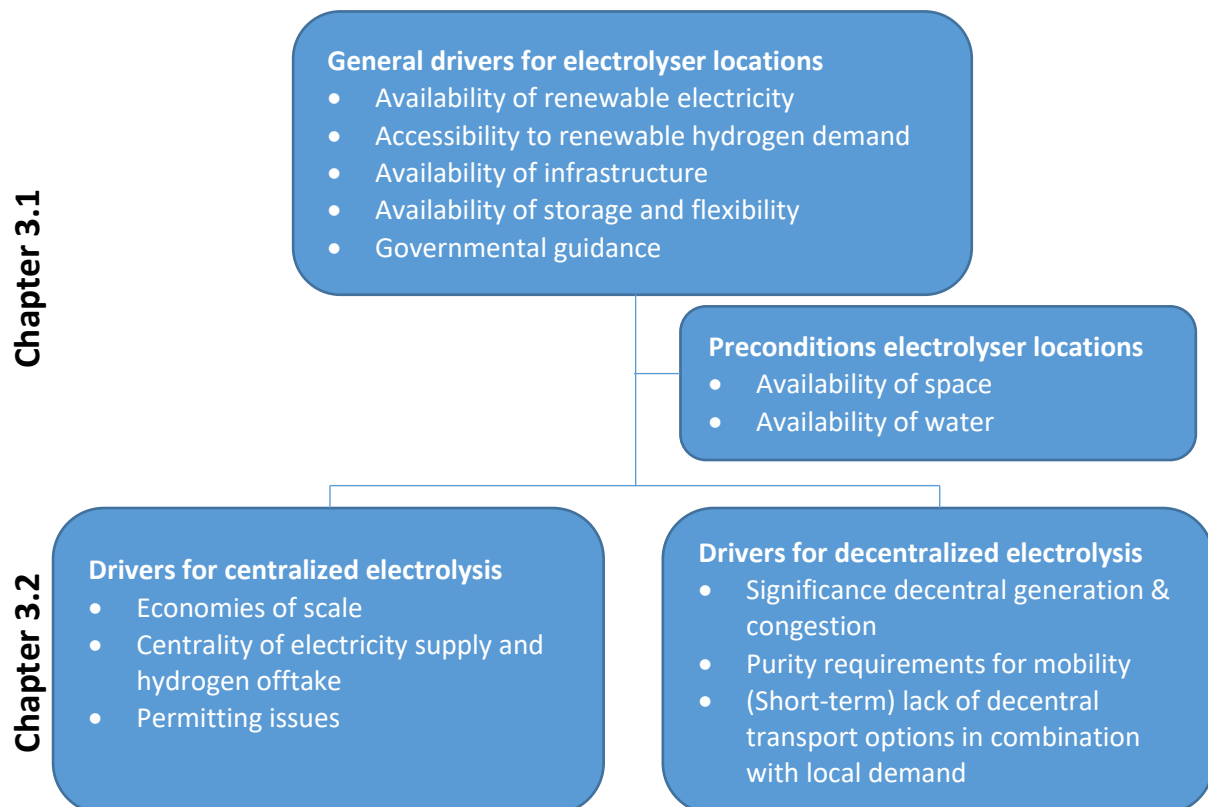 Chapter 3.1
General drivers for electrolyser locations
• Availability of renewable electricity
• Accessibility to renewable hydrogen demand
• Availability of infrastructure
• Availability of storage and flexibility
• Governmental guidance
Preconditions electrolyser locations
• Availability of space
• Availability of water
Chapter 3.2
Drivers for centralized electrolysis
• Economies of scale
• Centrality of electricity supply and
hydrogen offtake
• Permitting issues
Drivers for decentralized electrolysis
• Significance decentral generation &
congestion
• Purity requirements for mobility
• (Short-term) lack of decentral
transport options in combination
with local demand